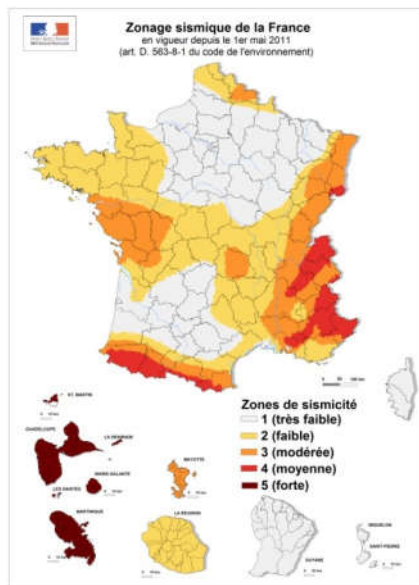 Zonage sismique de la France
en vigueur depuis le 1er mai 2011
(art. D. 563-8-1 du code de l'environnement)
Zones de sismicité
1 (très faible)
2 (faible)
3 (modérée)
4 (moyenne)
5 (forte)
ST. MARTIN
GUADELOUPE
LA DÉSIRADE
MARIE-GALANTE
LES SAINTES
MAYOTTE
MARTINIQUE
LA RÉUNION
GUYANE
MIQUELON
SAINT-PIERRE